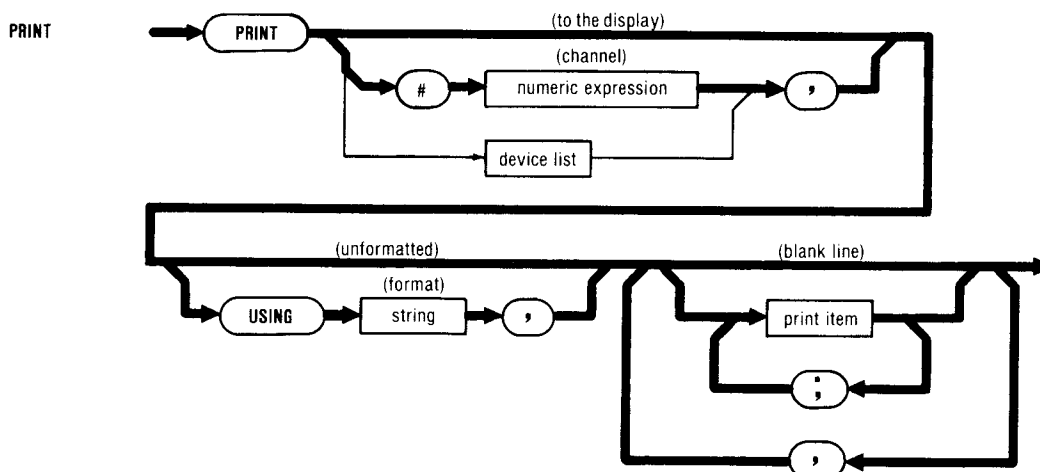 PRINT
PRINT
(to the display)
(channel)
#
numeric expression
,
device list
(unformatted)
(blank line)
(format)
USING
string
,
print item
;
,